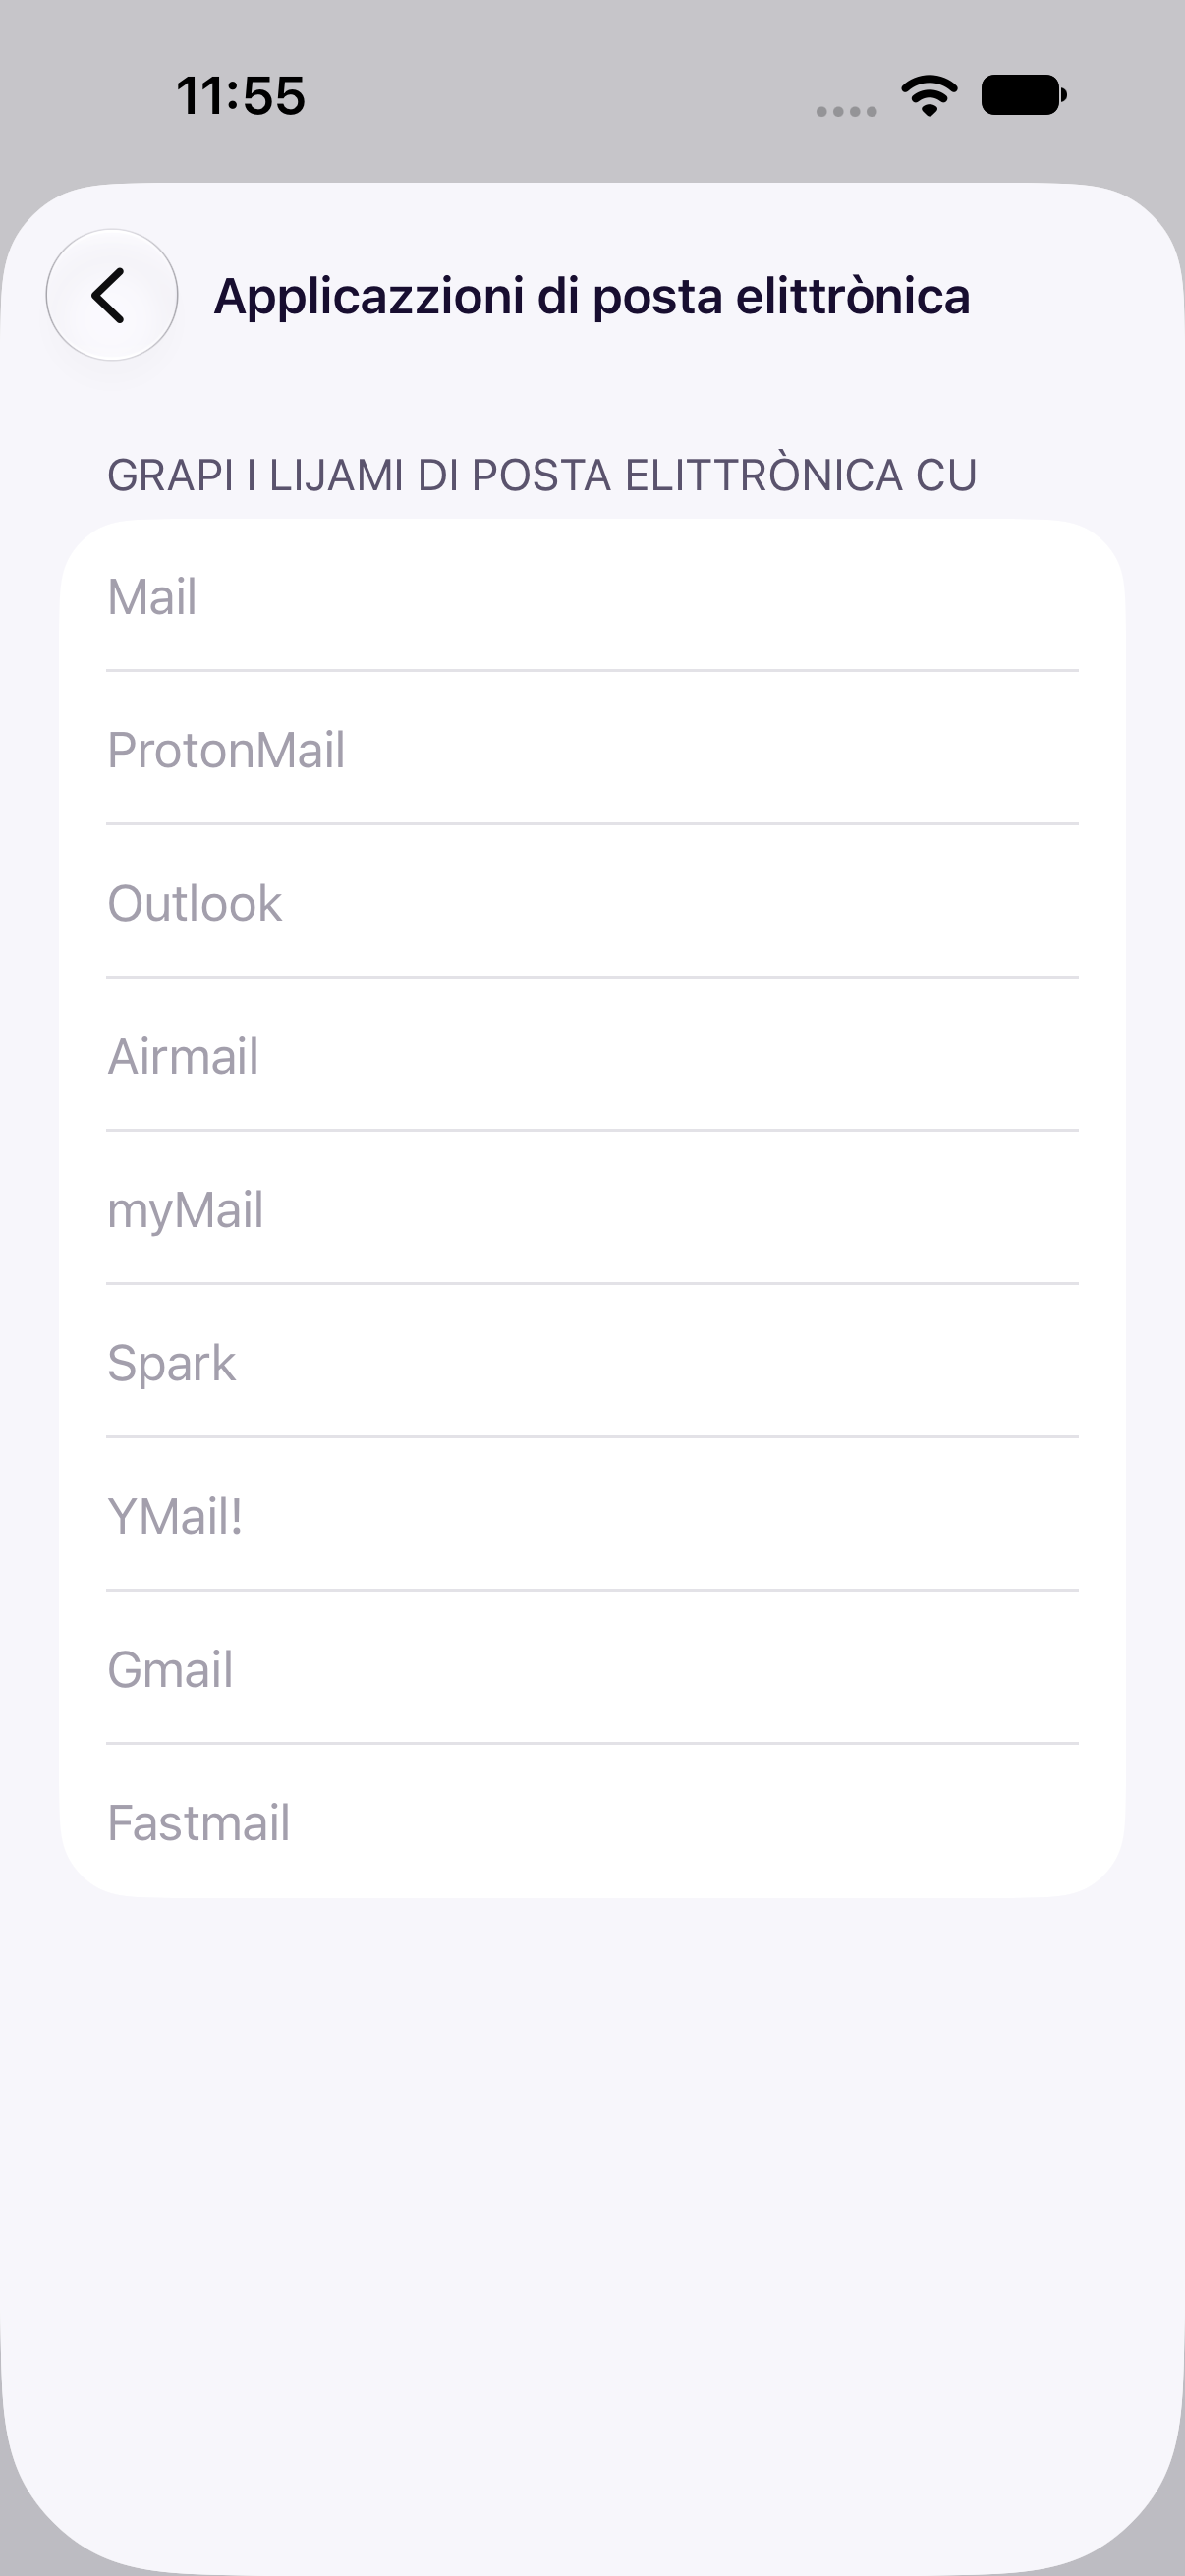 11:55
Applicazzioni di posta elittrònica
GRAPI I LIJAMI DI POSTA ELITTRÒNICA CU
Mail
ProtonMail
Outlook
Airmail
myMail
Spark
YMail!
Gmail
Fastmail